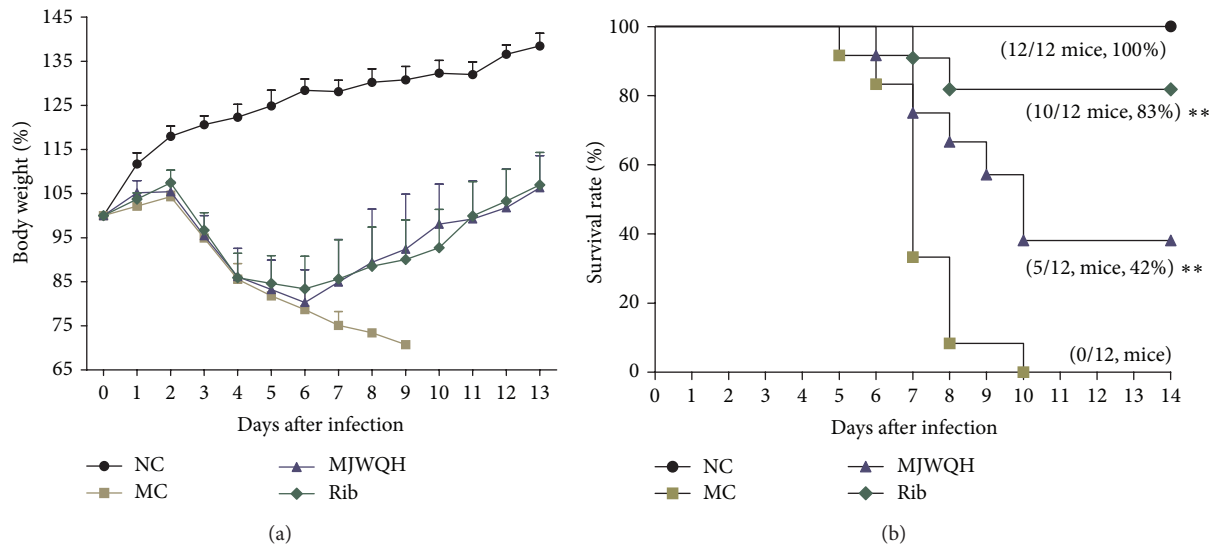 145
135
125
115
105
95
85
75
65
Body weight (%)
0 1 2 3 4 5 6 7 8 9 10 11 12 13
Days after infection
NC
MC
MJWQH
Rib
(a)
100
80
60
40
20
0
Survival rate (%)
(12/12 mice, 100%)
(10/12 mice, 83%) **
(5/12, mice, 42%) **
(0/12, mice)
0 1 2 3 4 5 6 7 8 9 10 11 12 13 14
Days after infection
NC
MC
MJWQH
Rib
(b)